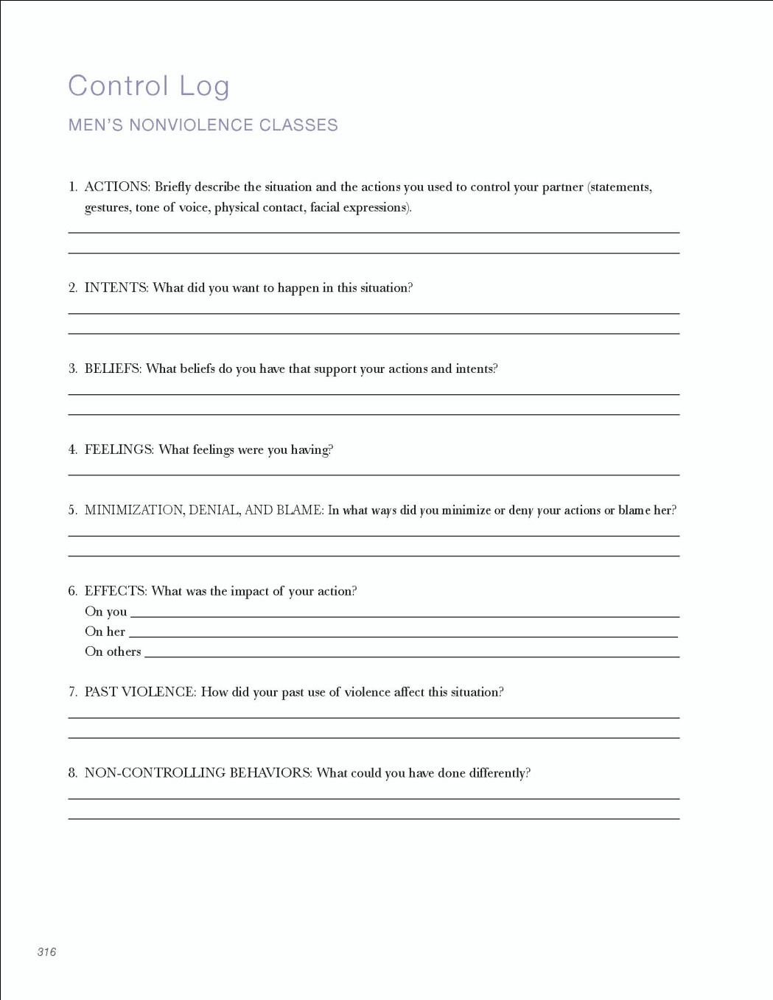 Control Log
MEN'S NONVIOLENCE CLASSES
1. ACTIONS: Briefly describe the situation and the actions you used to control your partner (statements,
gestures, tone of voice, physical contact, facial expressions).
2. INTENTS: What did you want to happen in this situation?
3. BELIEFS: What beliefs do you have that support your actions and intents?
4. FEELINGS: What feelings were you having?
5. MINIMIZATION, DENIAL, AND BLAME: In what ways did you minimize or deny your actions or blame her?
6. EFFECTS: What was the impact of your action?
On you
On her
On others
7. PAST VIOLENCE: How did your past use of violence affect this situation?
8. NON-CONTROLLING BEHAVIORS: What could you have done differently?
316